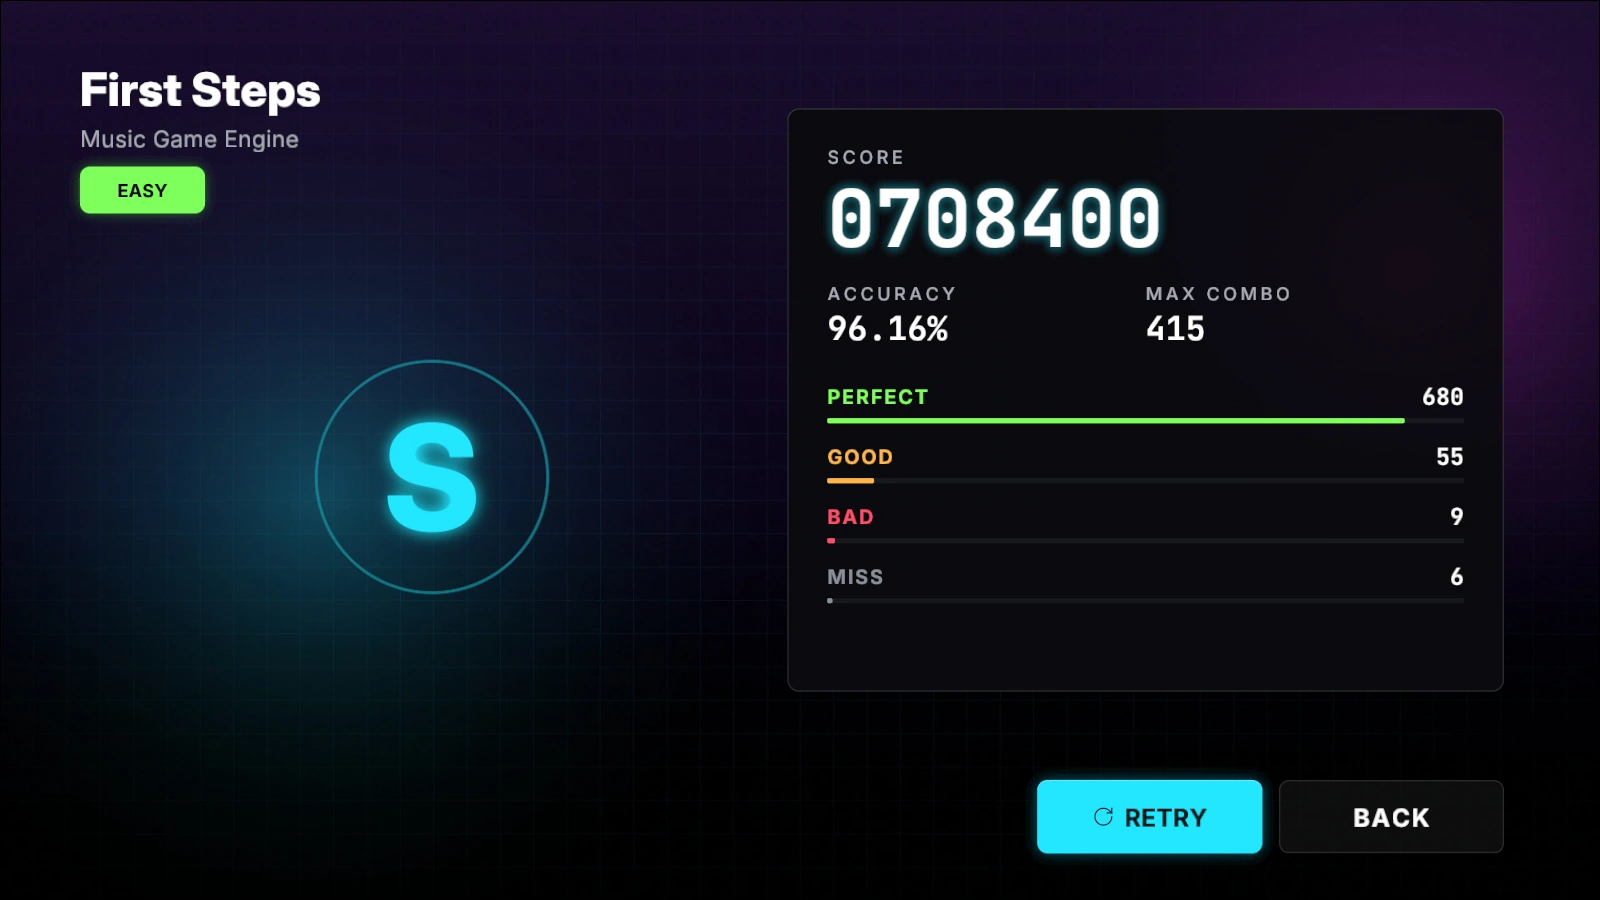 First Steps
Music Game Engine
EASY
S
SCORE
0708400
ACCURACY
96.16%
MAX COMBO
415
PERFECT 680
GOOD 55
BAD 9
MISS 6
RETRY
BACK